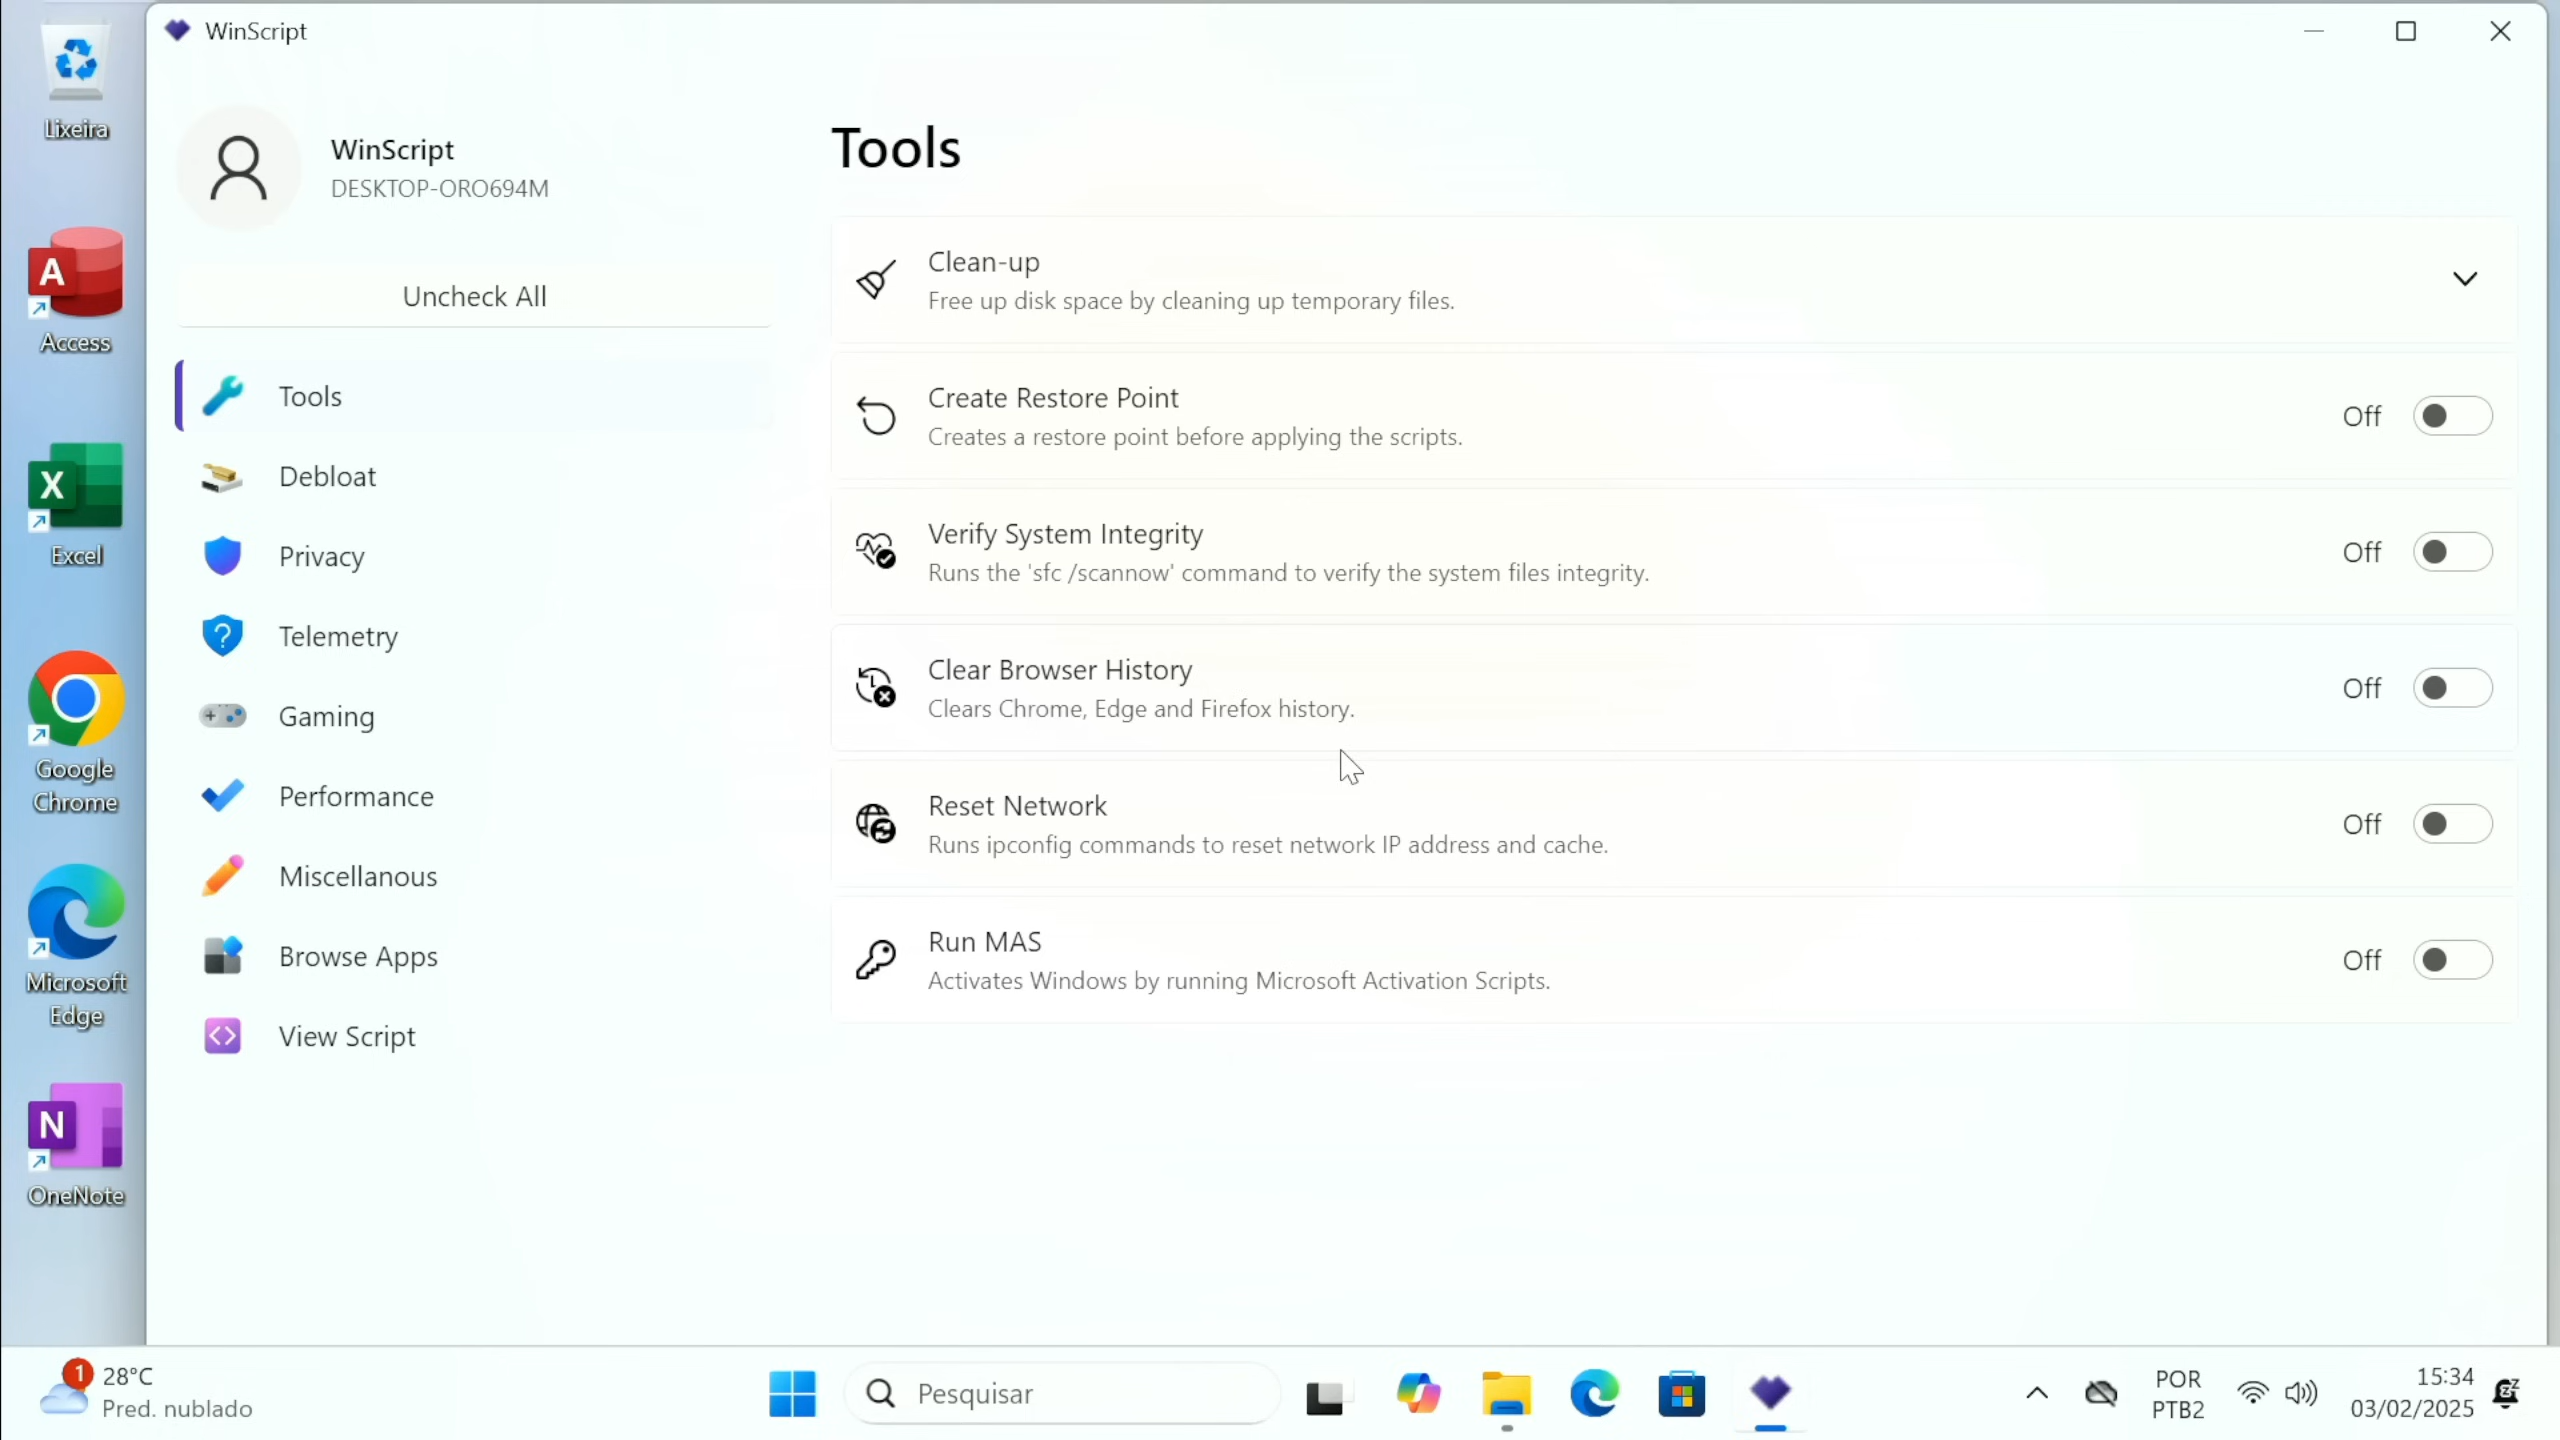 WinScript
Lixeira
Access
Excel
Google
Chrome
Microsoft
Edge
OneNote
WinScript
DESKTOP-ORO694M
Uncheck All
Tools
Debloat
Privacy
Telemetry
Gaming
Performance
Miscellanous
Browse Apps
View Script
Tools
Clean-up
Free up disk space by cleaning up temporary files.
Create Restore Point
Creates a restore point before applying the scripts.
Off
Verify System Integrity
Runs the 'sfc /scannow' command to verify the system files integrity.
Off
Clear Browser History
Clears Chrome, Edge and Firefox history.
Off
Reset Network
Runs ipconfig commands to reset network IP address and cache.
Off
Run MAS
Activates Windows by running Microsoft Activation Scripts.
Off
1
28°C
Pred. nublado
Pesquisar
POR
PTB2
15:34
03/02/2025